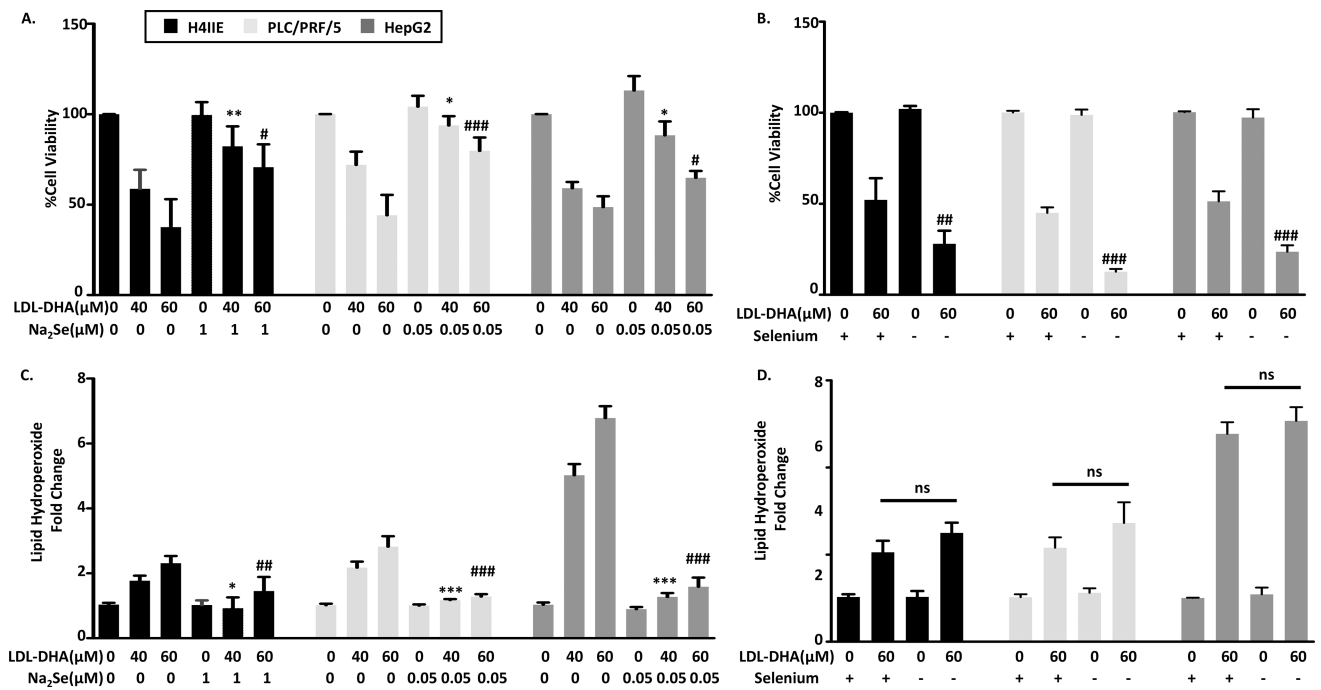 A.
H4IIE PLC/PRF/5 HepG2
%Cell Viability
150
100
50
0
** # * ### * #
LDL-DHA(μM) 0 40 60 0 40 60 0 40 60 0 40 60 0 40 60 0 40 60
Na2Se(μM) 0 0 0 1 1 1 0 0 0 0.05 0.05 0.05 0 0 0 0.05 0.05 0.05
B.
%Cell Viability
150
100
50
0
## ### ###
LDL-DHA(μM) 0 60 0 60 0 60 0 60 0 60 0 60
Selenium + + - - + + - - + + - -
C.
Lipid Hydroperoxide
Fold Change
8
6
4
2
0
* ## *** ### *** ###
LDL-DHA(μM) 0 40 60 0 40 60 0 40 60 0 40 60 0 40 60 0 40 60
Na2Se(μM) 0 0 0 1 1 1 0 0 0 0.05 0.05 0.05 0 0 0 0.05 0.05 0.05
D.
Lipid Hydroperoxide
Fold Change
8
6
4
2
0
ns ns ns
LDL-DHA(μM) 0 60 0 60 0 60 0 60 0 60 0 60
Selenium + + - - + + - - + + - -